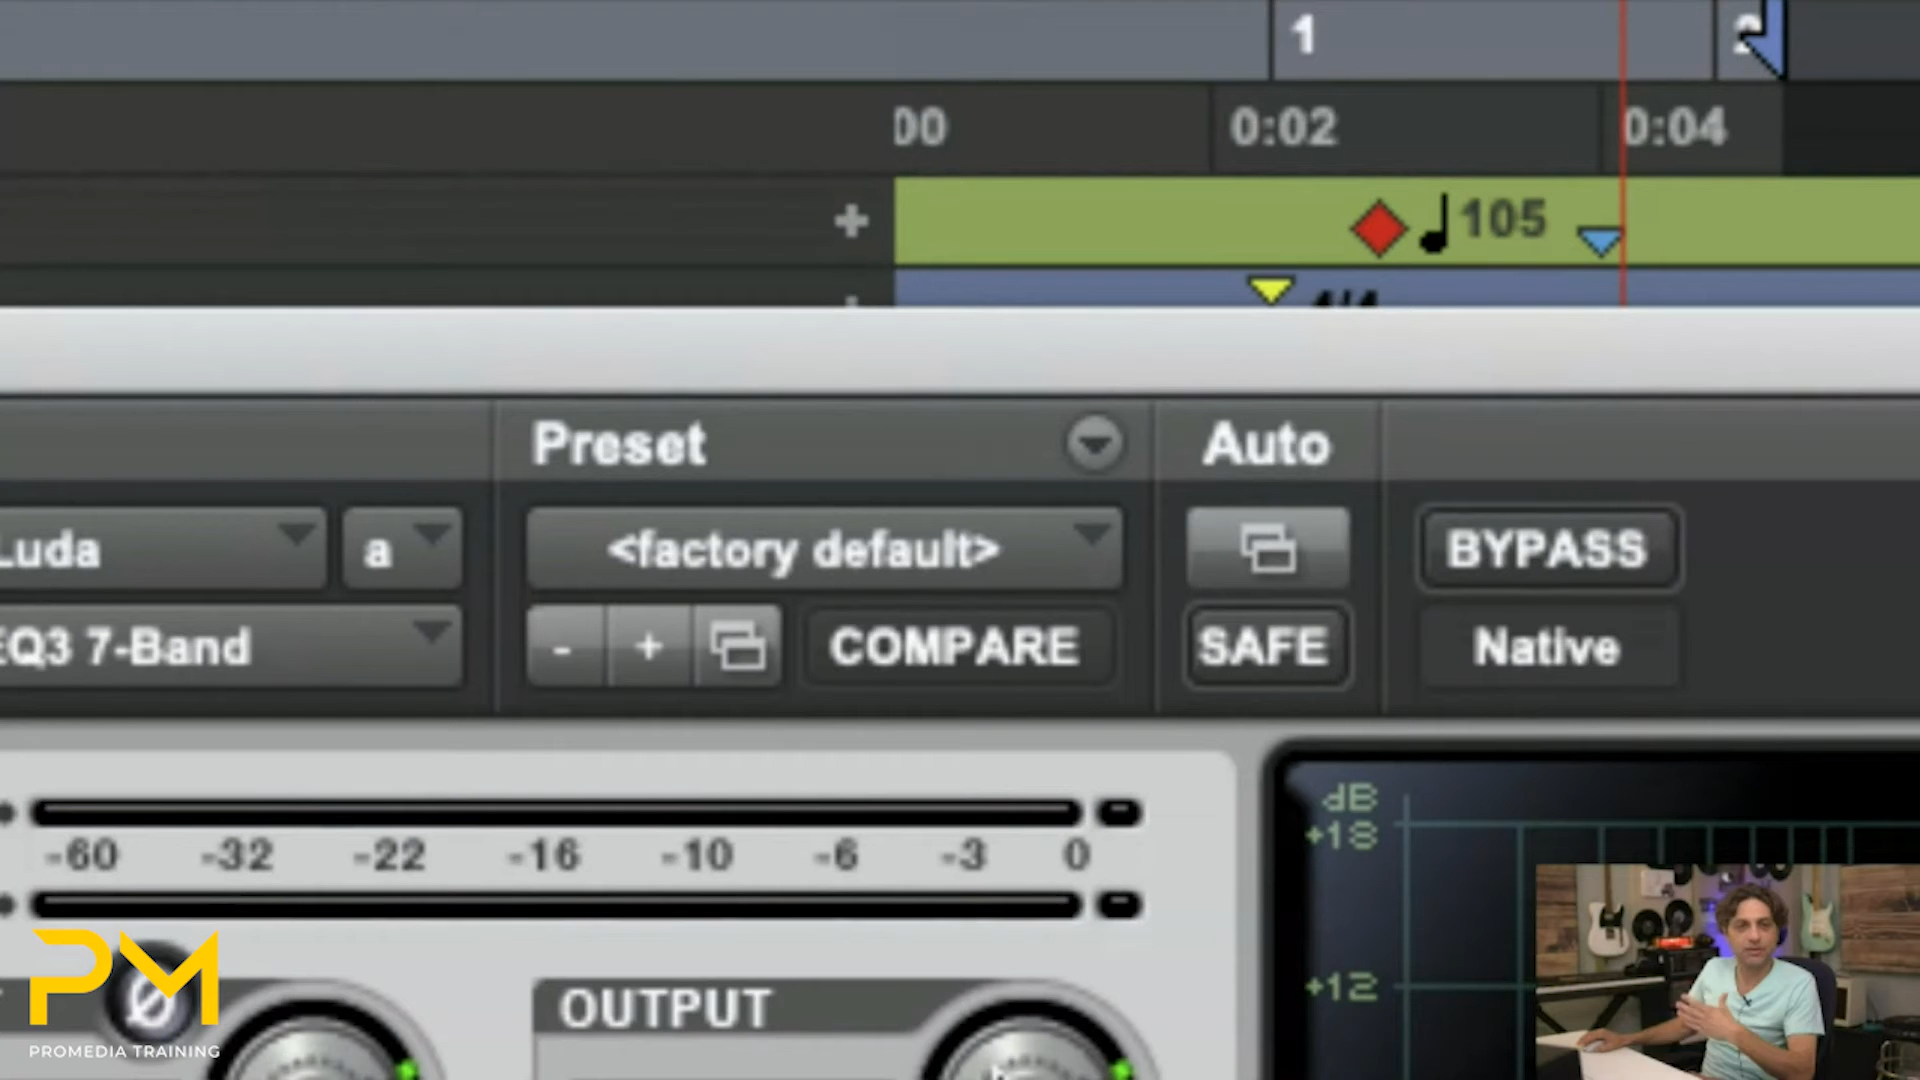 1 2
00 0:02 0:04
+ 105
4/4
Preset Auto
Luda a <factory default> BYPASS
EQ3 7-Band - + COMPARE SAFE Native
dB
+18
-60 -32 -22 -16 -10 -6 -3 0
+12
OUTPUT
PM
PROMEDIA TRAINING